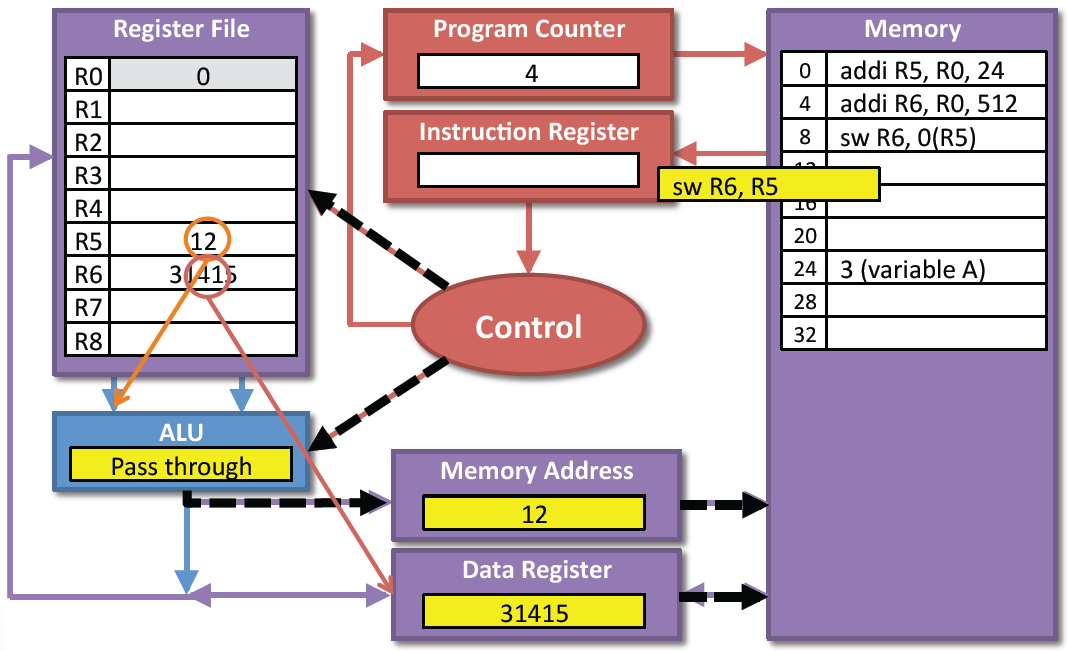 Register File
R0 0
R1
R2
R3
R4
R5 12
R6 31415
R7
R8
Program Counter
4
Instruction Register
sw R6, R5
Control
Memory
0 addi R5, R0, 24
4 addi R6, R0, 512
8 sw R6, 0(R5)
12
16
20
24 3 (variable A)
28
32
ALU
Pass through
Memory Address
12
Data Register
31415